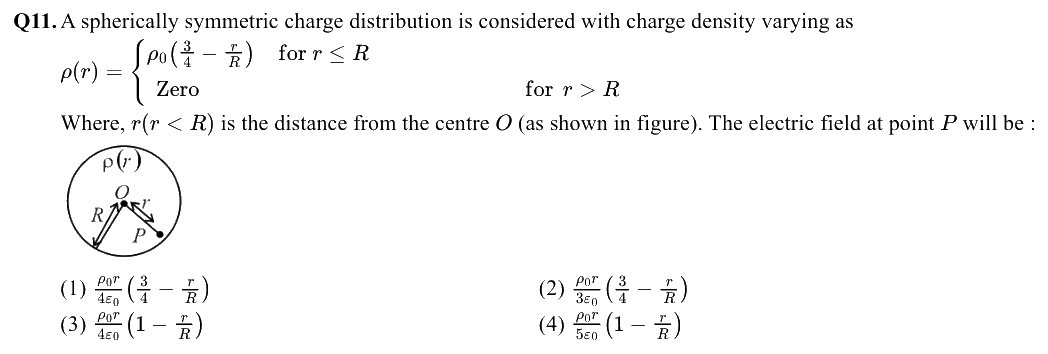 Q11. A spherically symmetric charge distribution is considered with charge density varying as
ρ(r) = { ρ₀(3/4 − r/R) for r ≤ R
Zero for r > R
Where, r(r < R) is the distance from the centre O (as shown in figure). The electric field at point P will be :
ρ(r)
O
r
R
P
(1) ρ₀r/4ε₀ (3/4 − r/R) (2) ρ₀r/3ε₀ (3/4 − r/R)
(3) ρ₀r/4ε₀ (1 − r/R) (4) ρ₀r/5ε₀ (1 − r/R)